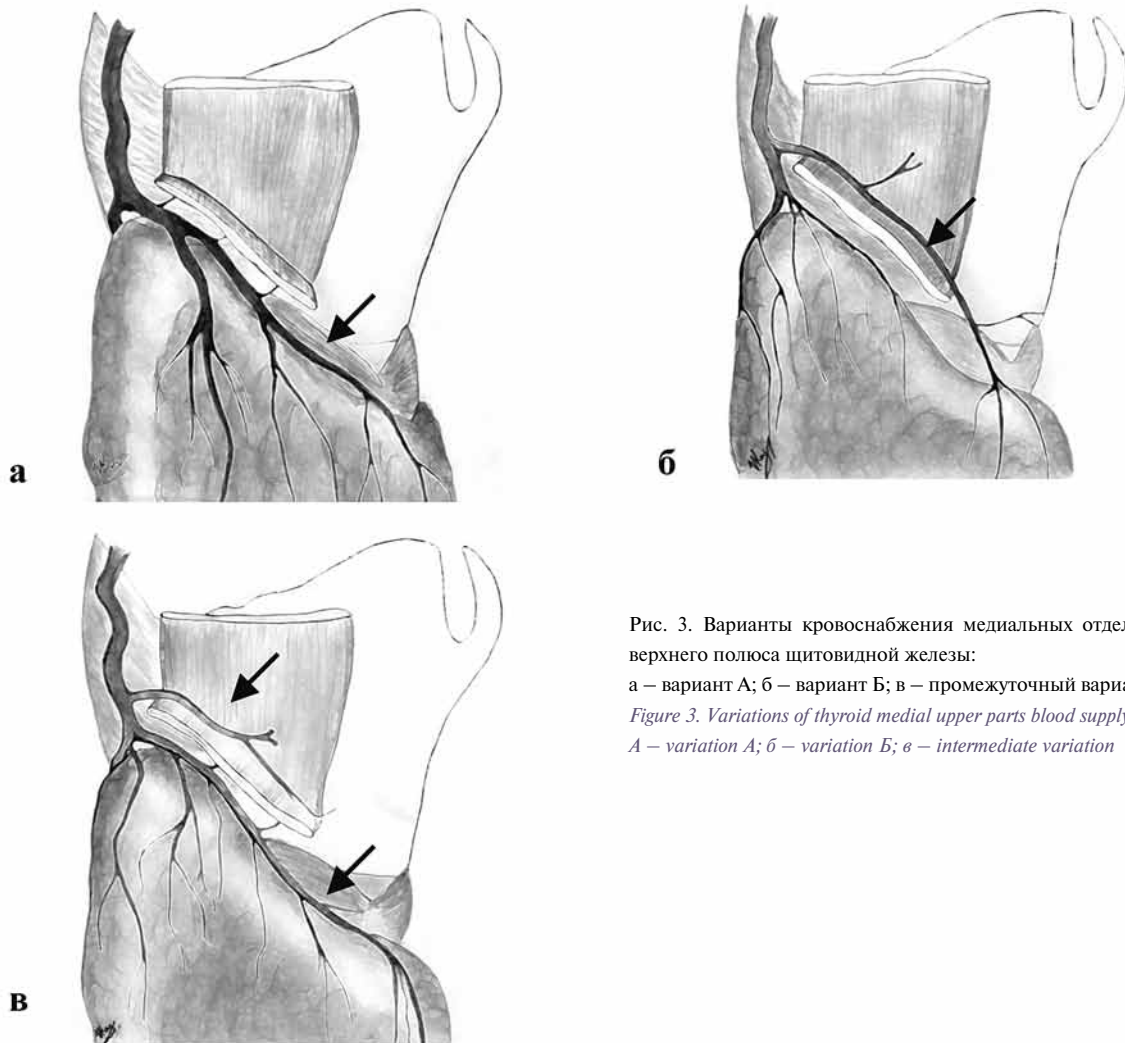 а
б
в
Рис. 3. Варианты кровоснабжения медиальных отдел
верхнего полюса щитовидной железы:
а – вариант А; б – вариант Б; в – промежуточный вариа
Figure 3. Variations of thyroid medial upper parts blood supply
A – variation A; б – variation Б; в – intermediate variation